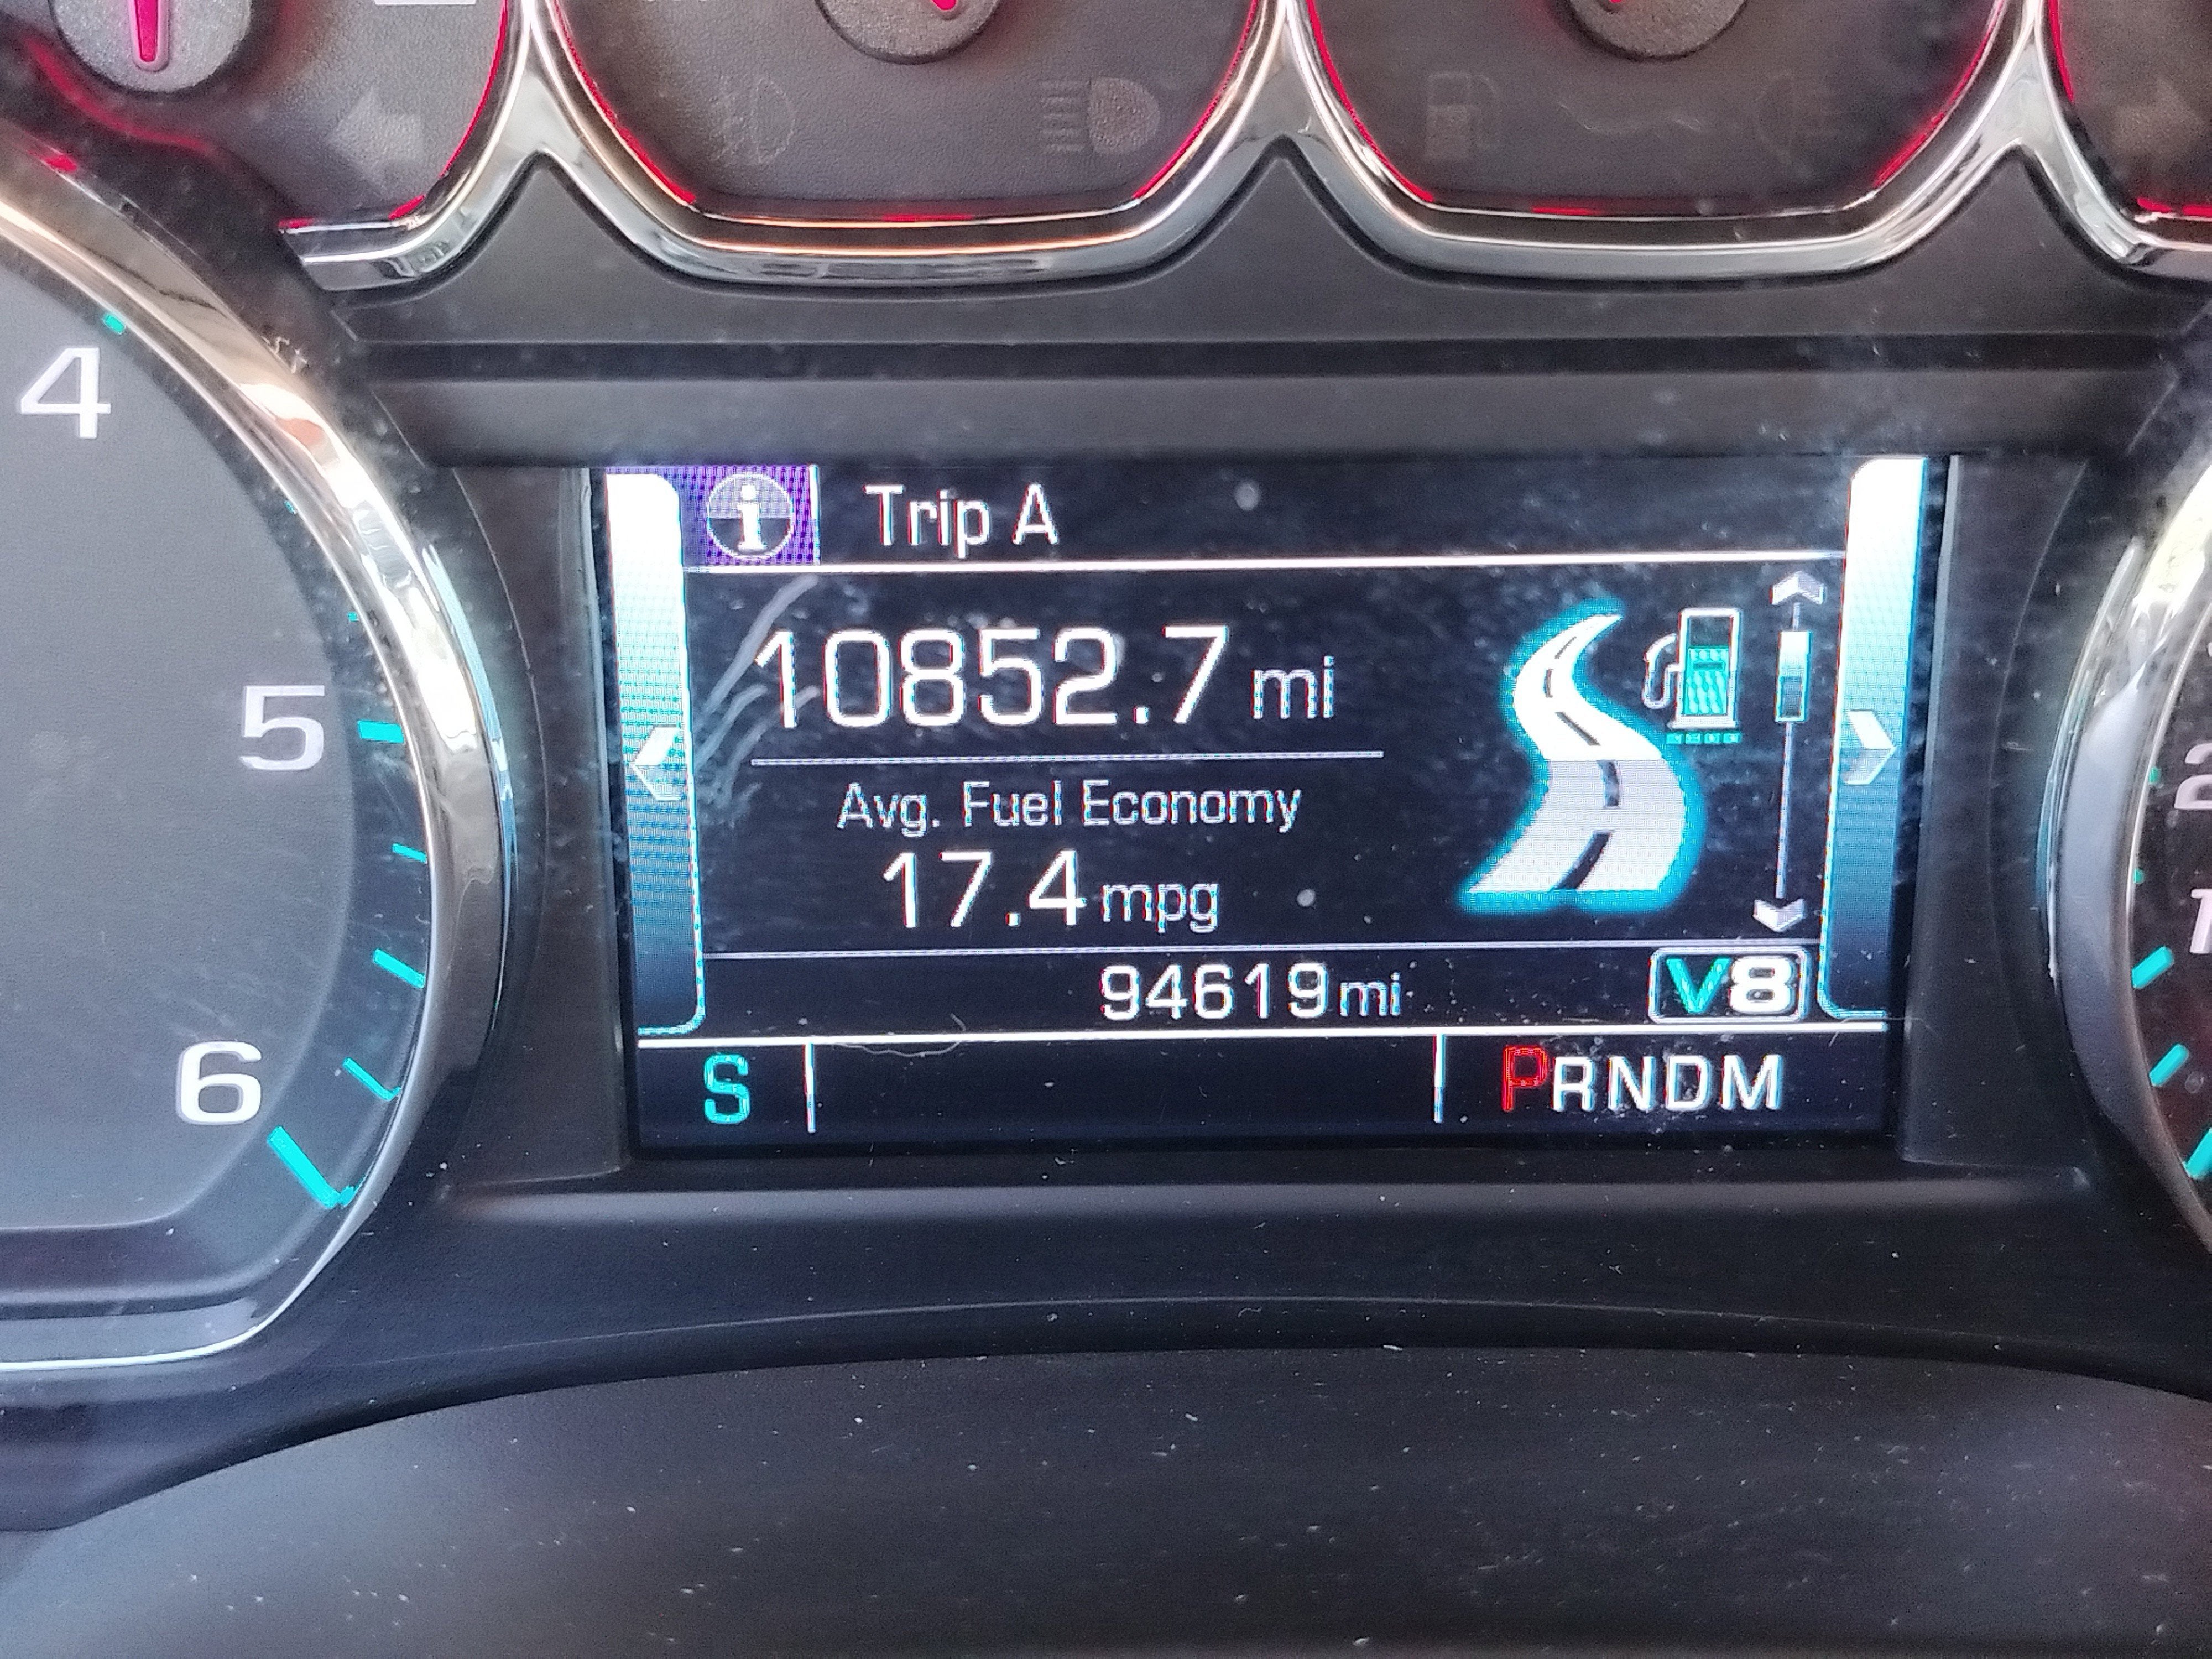 4
5
6
Trip A
10852.7 mi
Avg. Fuel Economy
17.4 mpg
94619 mi
V8
S
PRNDM